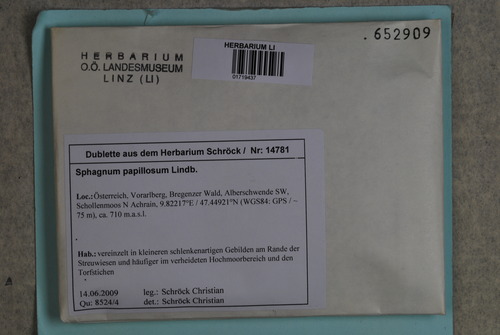 HERBARIUM
O.Ö. LANDESMUSEUM
LINZ (LI)
HERBARIUM LI
01719437
. 652909
Dublette aus dem Herbarium Schröck / Nr: 14781
Sphagnum papillosum Lindb.
Loc.:Österreich, Vorarlberg, Bregenzer Wald, Alberschwende SW,
Schollenmoos N Achrain, 9.82217°E / 47.44921°N (WGS84: GPS / ~
75 m), ca. 710 m.a.s.l.
Hab.: vereinzelt in kleineren schlenkenartigen Gebilden am Rande der
Streuwiesen und häufiger im verheideten Hochmoorbereich und den
Torfistichen
14.06.2009 leg.: Schröck Christian
Qu: 8524/4 det.: Schröck Christian